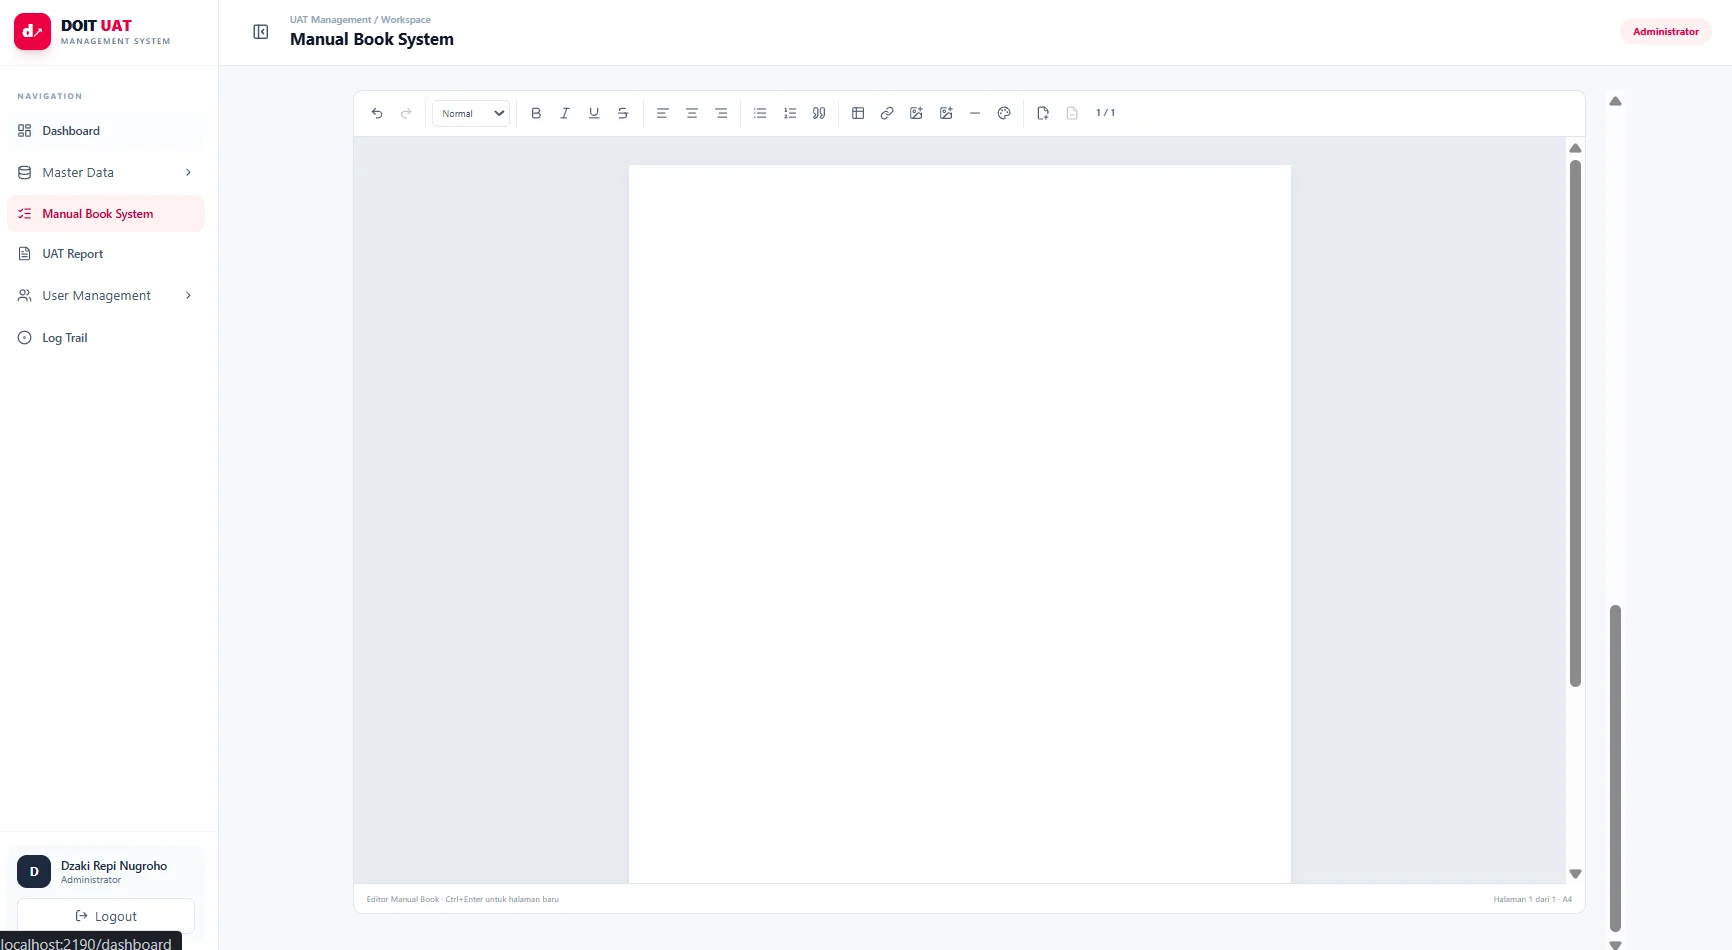 DOIT UAT
MANAGEMENT SYSTEM
NAVIGATION
Dashboard
Master Data
Manual Book System
UAT Report
User Management
Log Trail
Dzaki Repi Nugroho
D
Administrator
Logout
localhost:2190/dashboard
UAT Management / Workspace
Manual Book System
Administrator
Normal
1 / 1
Editor Manual Book · Ctrl+Enter untuk halaman baru
Halaman 1 dari 1 · A4